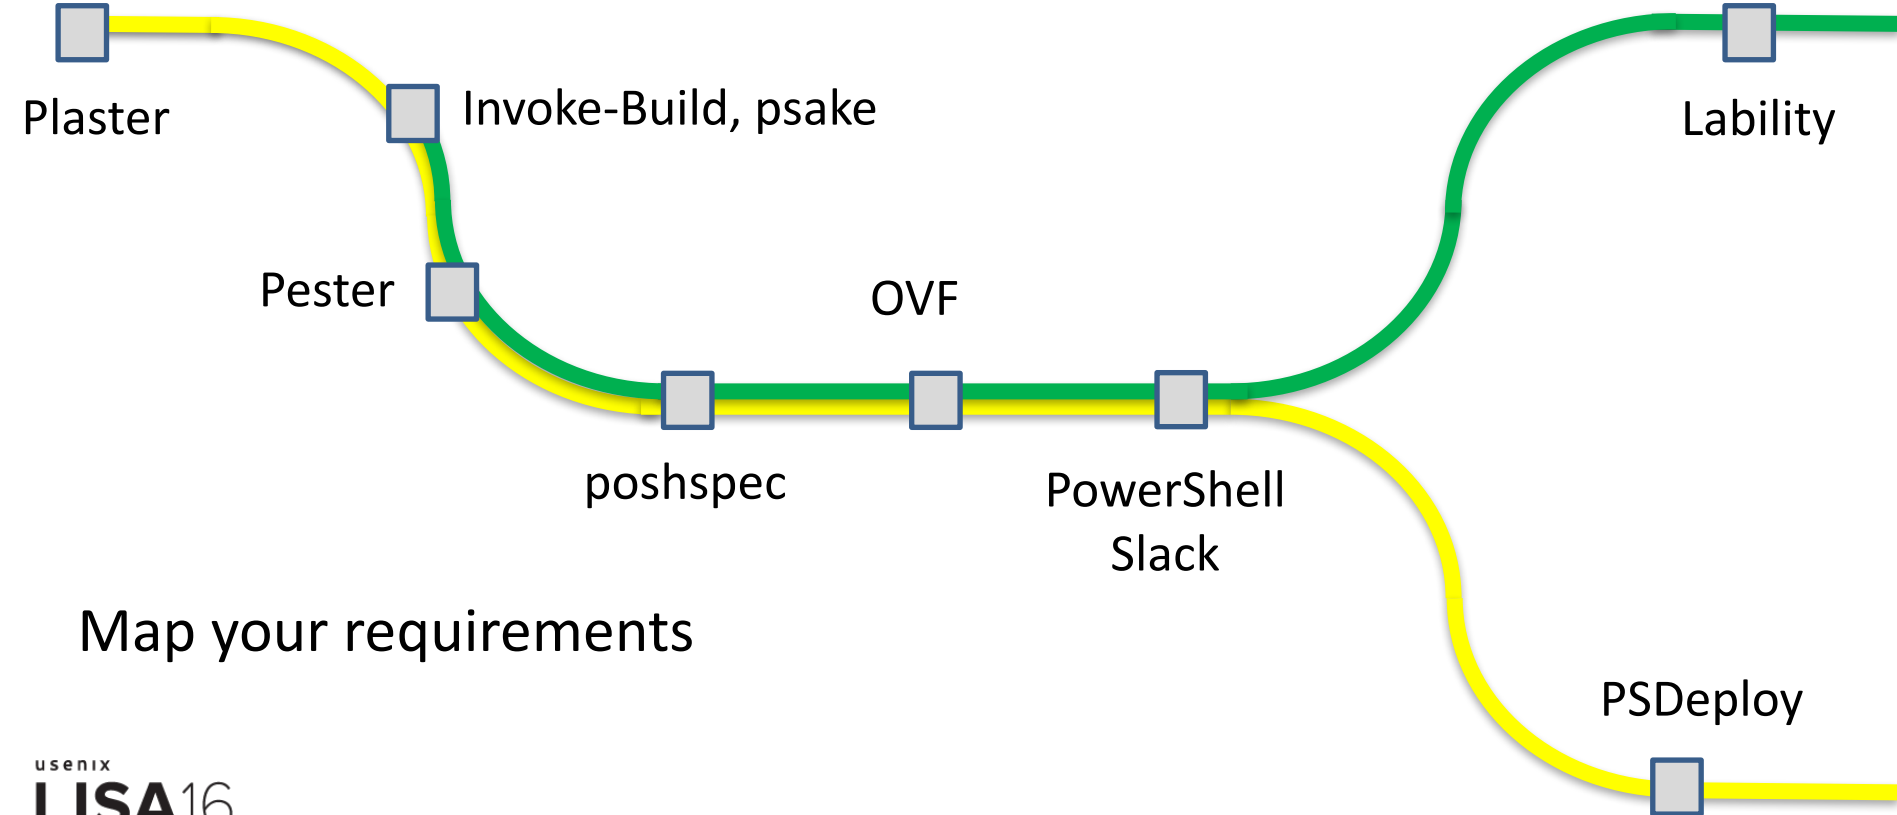 Plaster
Invoke-Build, psake
Lability
Pester
OVF
poshspec
PowerShell
Slack
Map your requirements
PSDeploy
usenix
LISA16